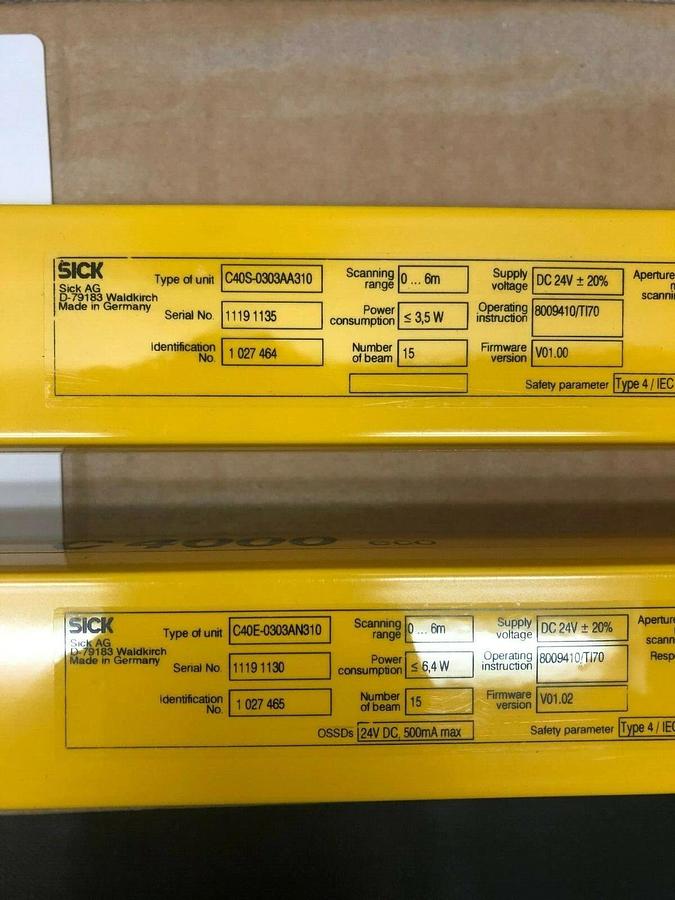 SICK
Sick AG
D-79183 Waldkirch
Made in Germany
Type of unit C40S-0303AA310
Serial No. 1119 1135
Identification No. 1 027 464
Scanning range 0 ... 6m
Power consumption ≤ 3,5 W
Number of beam 15
Supply voltage DC 24V ± 20%
Operating instruction 8009410/TI70
Firmware version V01.00
Safety parameter Type 4 / IEC
Aperture
C 4000 eco
SICK
Sick AG
D-79183 Waldkirch
Made in Germany
Type of unit C40E-0303AN310
Serial No. 1119 1130
Identification No. 1 027 465
Scanning range 0 ... 6m
Power consumption ≤ 6,4 W
Number of beam 15
OSSDs 24V DC, 500mA max
Supply voltage DC 24V ± 20%
Operating instruction 8009410/TI70
Firmware version V01.02
Safety parameter Type 4 / IEC
Aperture